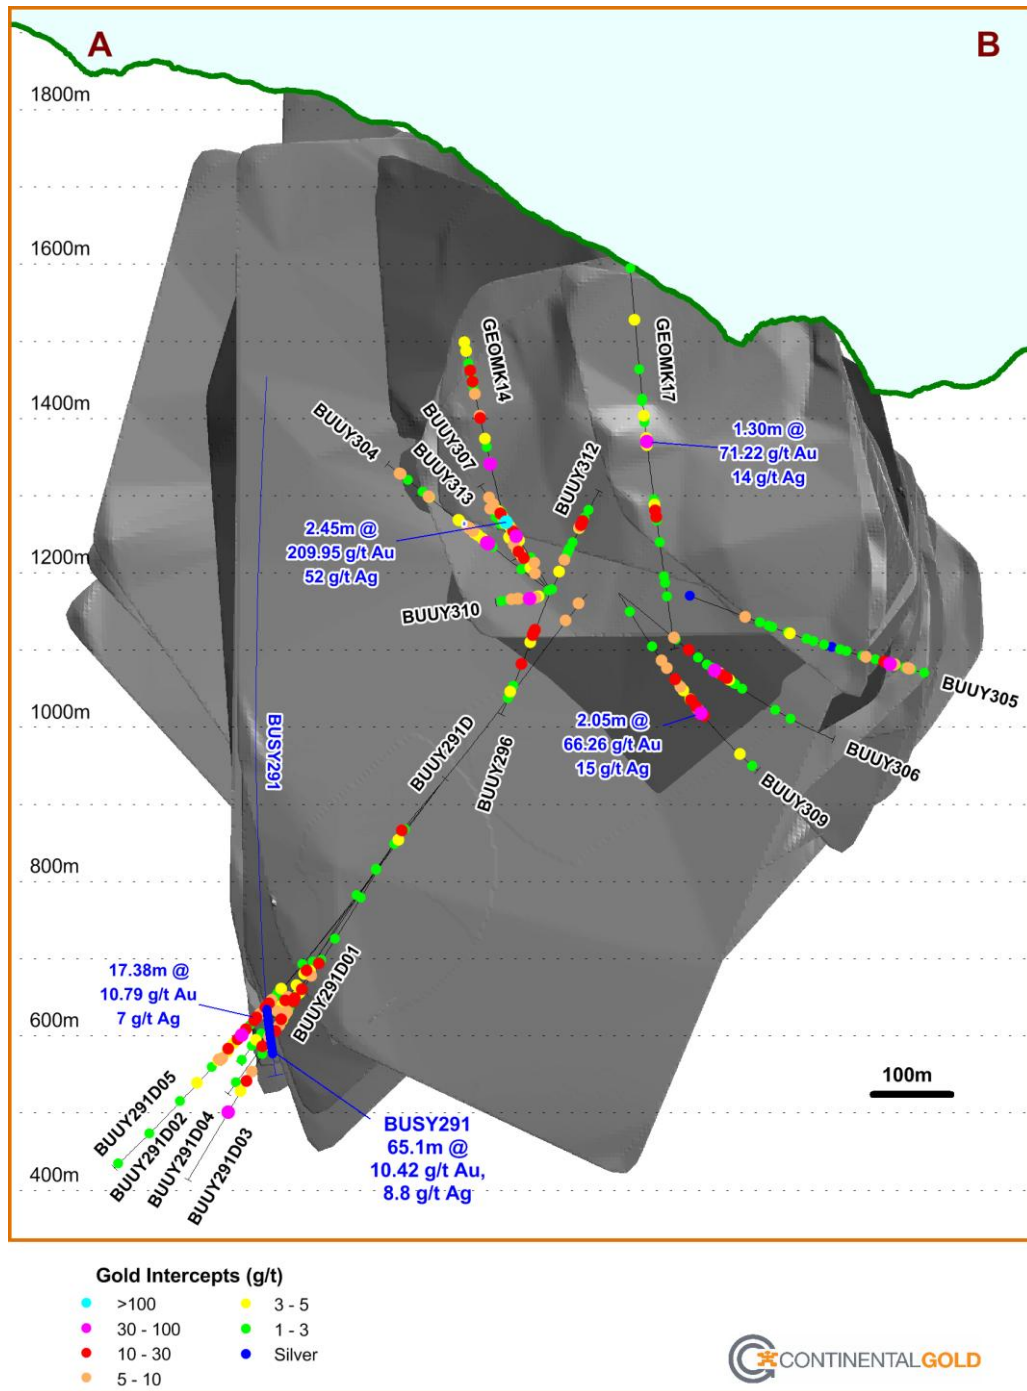 A
B
1800m
1600m
1400m
1200m
1000m
800m
600m
400m
GEOMK14
GEOMK17
BUUY304
BUUY307
BUUY313
BUUY312
1.30m @
71.22 g/t Au
14 g/t Ag
2.45m @
209.95 g/t Au
52 g/t Ag
BUUY310
BUSY291
BUUY291D
BUUY296
2.05m @
66.26 g/t Au
15 g/t Ag
BUUY305
BUUY306
BUUY309
17.38m @
10.79 g/t Au
7 g/t Ag
BUUY291D01
BUUY291D05
BUUY291D02
BUUY291D04
BUUY291D03
BUSY291
65.1m @
10.42 g/t Au,
8.8 g/t Ag
100m
Gold Intercepts (g/t)
>100
30 - 100
10 - 30
5 - 10
3 - 5
1 - 3
Silver
CONTINENTALGOLD